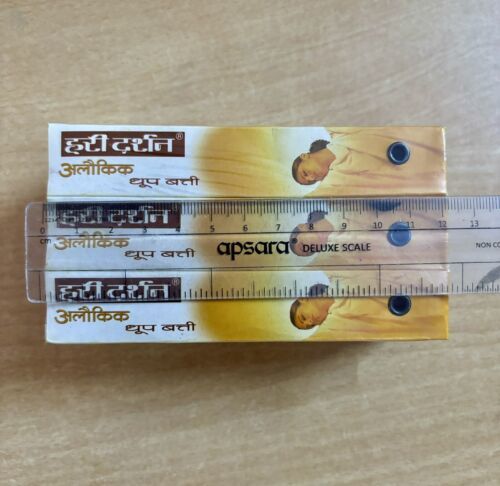 हरी दर्शन®
अलौकिक
धूप बत्ती
हरी दर्शन
0 1 2 3 4 5 6 7 8 9 10 11 12 13
cm
अलौकिक
apsara® DELUXE SCALE
NON CO
धूप बत्ती
हरी दर्शन
अलौकिक
धूप बत्ती